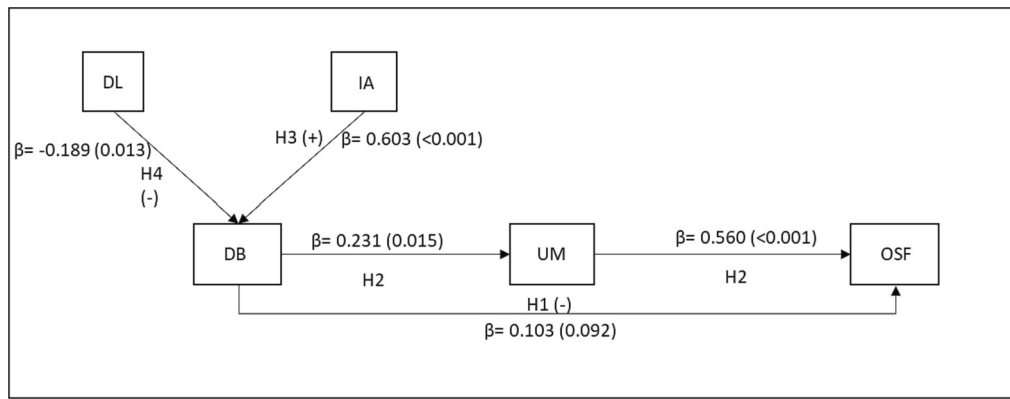 DL
IA
H3 (+)
β= 0.603 (<0.001)
β= -0.189 (0.013)
H4
(-)
DB
β= 0.231 (0.015)
H2
UM
β= 0.560 (<0.001)
H2
OSF
H1 (-)
β= 0.103 (0.092)